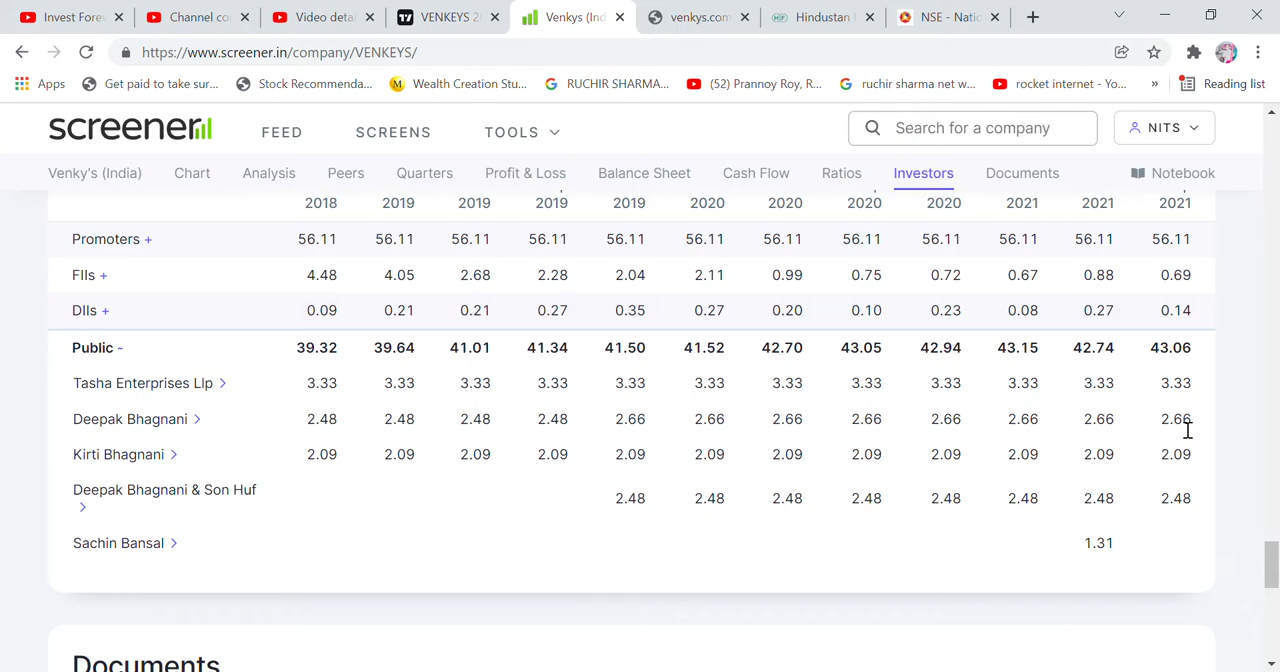 Invest Fore
Channel co
Video detai
VENKEYS 2
Venkys (Ind
venkys.com
Hindustan
NSE - Natio
https://www.screener.in/company/VENKEYS/
Apps
Get paid to take sur...
Stock Recommenda...
Wealth Creation Stu...
RUCHIR SHARMA...
(52) Prannoy Roy, R...
ruchir sharma net w...
rocket internet - Yo...
»
Reading list
screener
FEED
SCREENS
TOOLS
Search for a company
NITS
Venky's (India)
Chart
Analysis
Peers
Quarters
Profit & Loss
Balance Sheet
Cash Flow
Ratios
Investors
Documents
Notebook
2018 2019 2019 2019 2019 2020 2020 2020 2020 2021 2021 2021
Promoters + 56.11 56.11 56.11 56.11 56.11 56.11 56.11 56.11 56.11 56.11 56.11 56.11
FIIs + 4.48 4.05 2.68 2.28 2.04 2.11 0.99 0.75 0.72 0.67 0.88 0.69
DIIs + 0.09 0.21 0.21 0.27 0.35 0.27 0.20 0.10 0.23 0.08 0.27 0.14
Public - 39.32 39.64 41.01 41.34 41.50 41.52 42.70 43.05 42.94 43.15 42.74 43.06
Tasha Enterprises Llp > 3.33 3.33 3.33 3.33 3.33 3.33 3.33 3.33 3.33 3.33 3.33 3.33
Deepak Bhagnani > 2.48 2.48 2.48 2.48 2.66 2.66 2.66 2.66 2.66 2.66 2.66 2.66
Kirti Bhagnani > 2.09 2.09 2.09 2.09 2.09 2.09 2.09 2.09 2.09 2.09 2.09 2.09
Deepak Bhagnani & Son Huf > 2.48 2.48 2.48 2.48 2.48 2.48 2.48 2.48
Sachin Bansal > 1.31
Documents